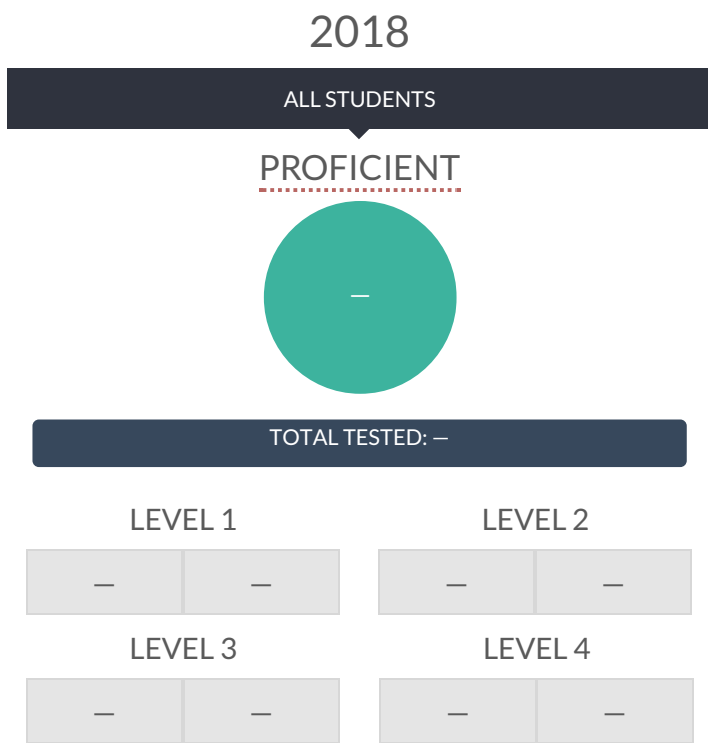 2018
ALL STUDENTS
PROFICIENT
—
TOTAL TESTED: —
LEVEL 1 LEVEL 2
— — — —
LEVEL 3 LEVEL 4
— — — —